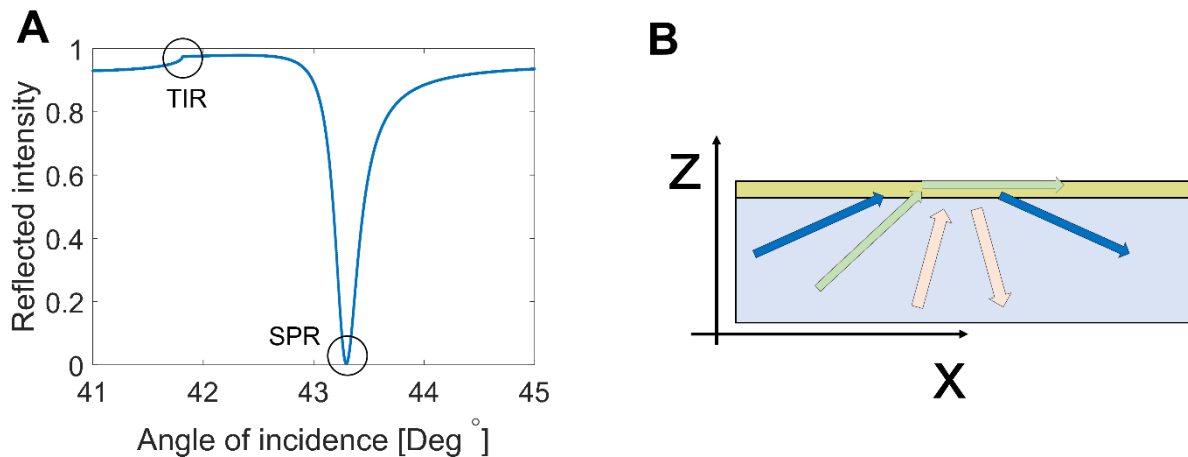 A
B
Reflected intensity
1
0.8
0.6
0.4
0.2
0
TIR
SPR
41 42 43 44 45
Angle of incidence [Deg °]
Z
X